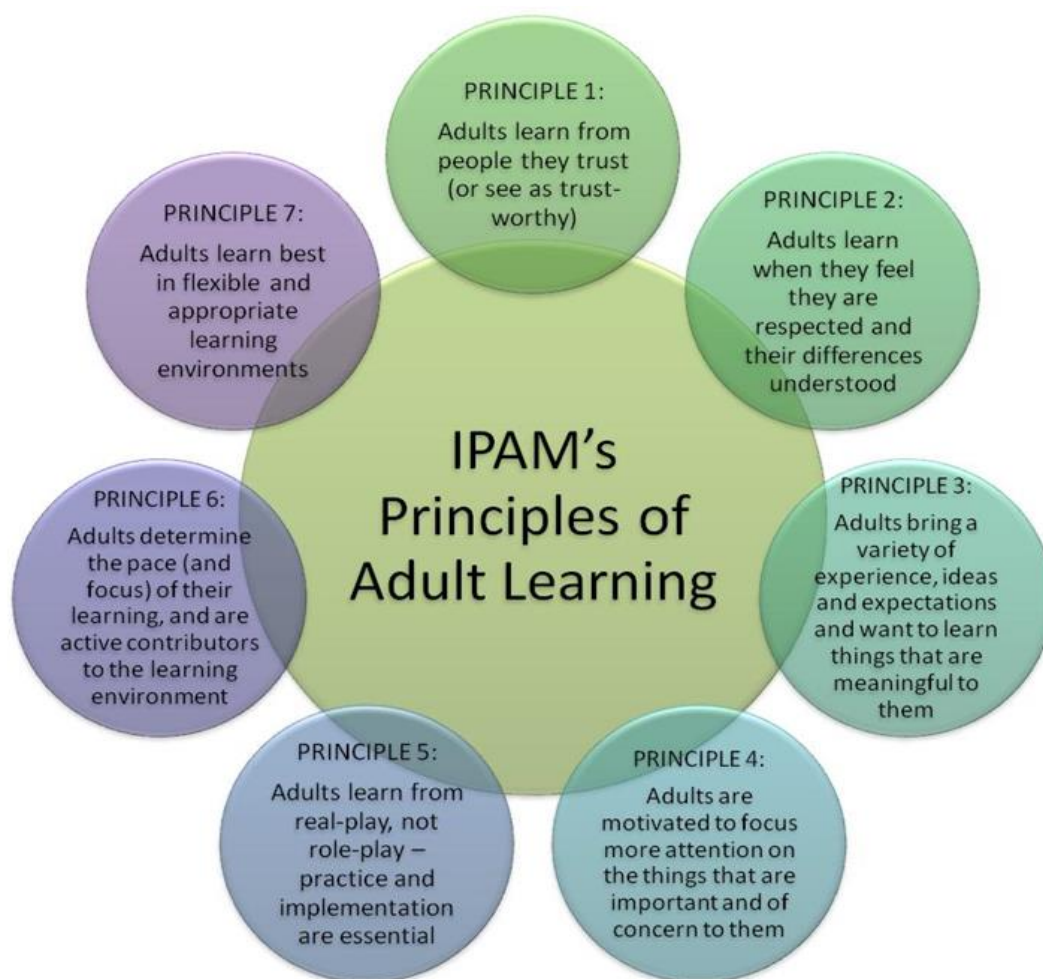 PRINCIPLE 1:
Adults learn from
people they trust
(or see as trust-
worthy)
PRINCIPLE 2:
Adults learn
when they feel
they are
respected and
their differences
understood
PRINCIPLE 3:
Adults bring a
variety of
experience, ideas
and expectations
and want to learn
things that are
meaningful to
them
PRINCIPLE 4:
Adults are
motivated to focus
more attention on
the things that are
important and of
concern to them
PRINCIPLE 5:
Adults learn from
real-play, not
role-play –
practice and
implementation
are essential
PRINCIPLE 6:
Adults determine
the pace (and
focus) of their
learning, and are
active contributors
to the learning
environment
PRINCIPLE 7:
Adults learn best
in flexible and
appropriate
learning
environments
IPAM's
Principles of
Adult Learning